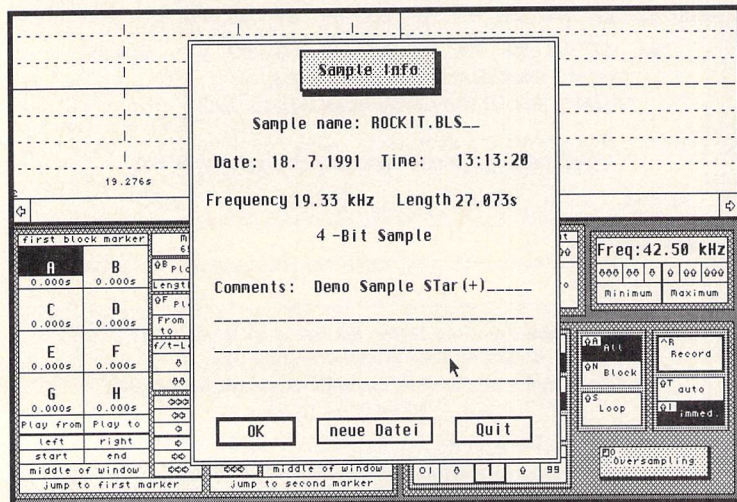 Sample Info
Sample name: ROCKIT.BLS__
Date: 18. 7.1991 Time: 13:13:20
Frequency 19.33 kHz Length 27.073s
4 -Bit Sample
Comments: Demo Sample STar(+)_____
OK neue Datei Quit
19.276s
first block marker
A B
0.000s 0.000s
C D
0.000s 0.000s
E F
0.000s 0.000s
G H
0.000s 0.000s
Play from Play to
left right
start end
middle of window
jump to first marker
From
to
middle of window
jump to second marker
01 1 99
Freq:42.50 kHz
Minimum Maximum
All
Block
Loop
^R
Record
auto
immed.
Oversampling